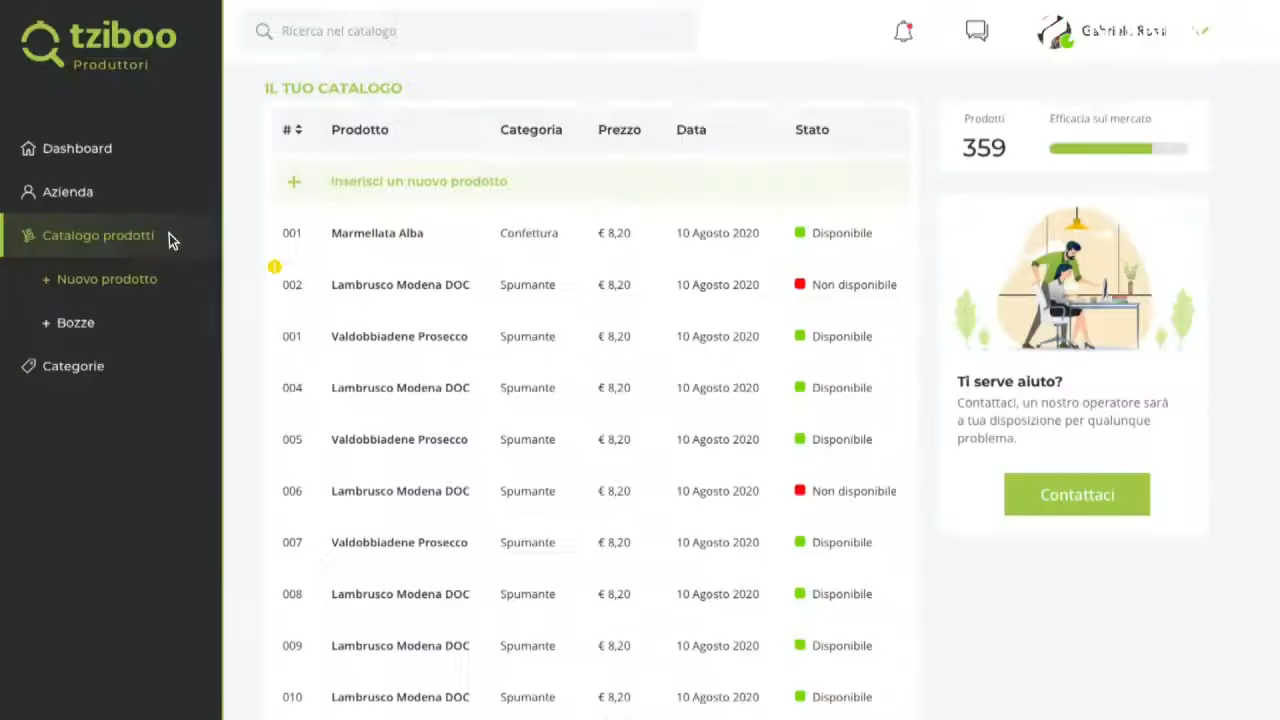 tziboo
Produttori
Ricerca nel catalogo
Dashboard
Azienda
Catalogo prodotti
+ Nuovo prodotto
+ Bozze
Categorie
IL TUO CATALOGO
# Prodotto Categoria Prezzo Data Stato
+ Inserisci un nuovo prodotto
001 Marmellata Alba Confettura € 8,20 10 Agosto 2020 Disponibile
002 Lambrusco Modena DOC Spumante € 8,20 10 Agosto 2020 Non disponibile
001 Valdobbiadene Prosecco Spumante € 8,20 10 Agosto 2020 Disponibile
004 Lambrusco Modena DOC Spumante € 8,20 10 Agosto 2020 Disponibile
005 Valdobbiadene Prosecco Spumante € 8,20 10 Agosto 2020 Disponibile
006 Lambrusco Modena DOC Spumante € 8,20 10 Agosto 2020 Non disponibile
007 Valdobbiadene Prosecco Spumante € 8,20 10 Agosto 2020 Disponibile
008 Lambrusco Modena DOC Spumante € 8,20 10 Agosto 2020 Disponibile
009 Lambrusco Modena DOC Spumante € 8,20 10 Agosto 2020 Disponibile
010 Lambrusco Modena DOC Spumante € 8,20 10 Agosto 2020 Disponibile
Prodotti Efficacia sul mercato
359
Ti serve aiuto?
Contattaci, un nostro operatore sarà
a tua disposizione per qualunque
problema.
Contattaci